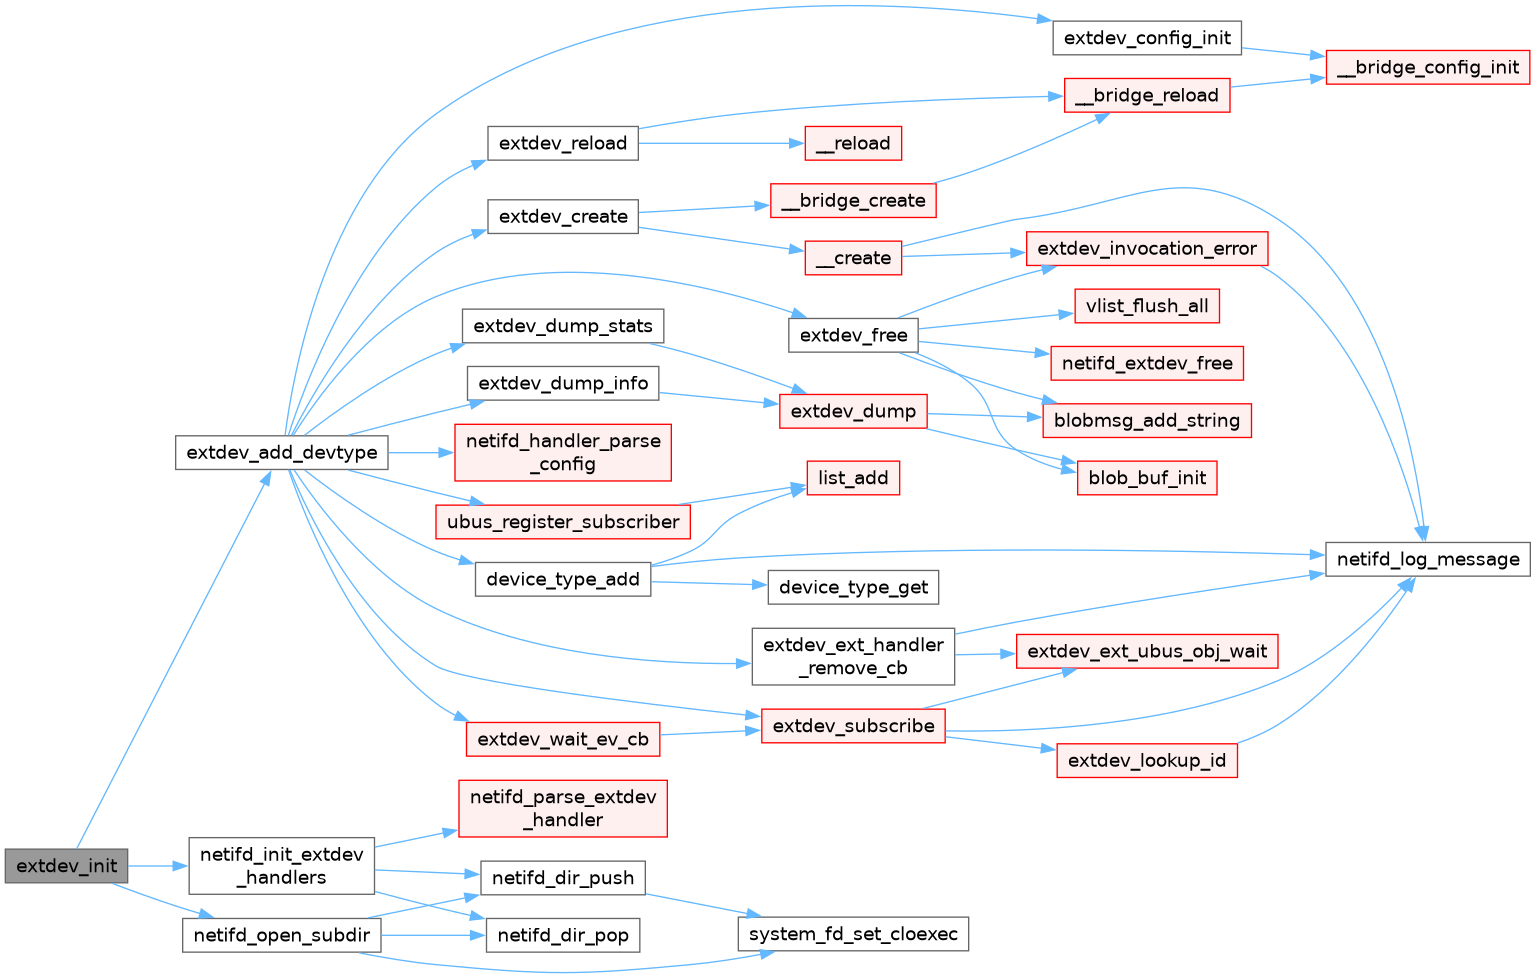 extdev_config_init
__bridge_config_init
__bridge_reload
extdev_reload
__reload
__bridge_create
extdev_create
extdev_invocation_error
__create
vlist_flush_all
extdev_dump_stats
extdev_free
netifd_extdev_free
extdev_dump_info
extdev_dump
blobmsg_add_string
extdev_add_devtype
netifd_handler_parse
_config
list_add
blob_buf_init
ubus_register_subscriber
netifd_log_message
device_type_add
device_type_get
extdev_ext_handler
_remove_cb
extdev_ext_ubus_obj_wait
extdev_subscribe
extdev_wait_ev_cb
extdev_lookup_id
netifd_parse_extdev
_handler
extdev_init
netifd_init_extdev
_handlers
netifd_dir_push
netifd_open_subdir
netifd_dir_pop
system_fd_set_cloexec